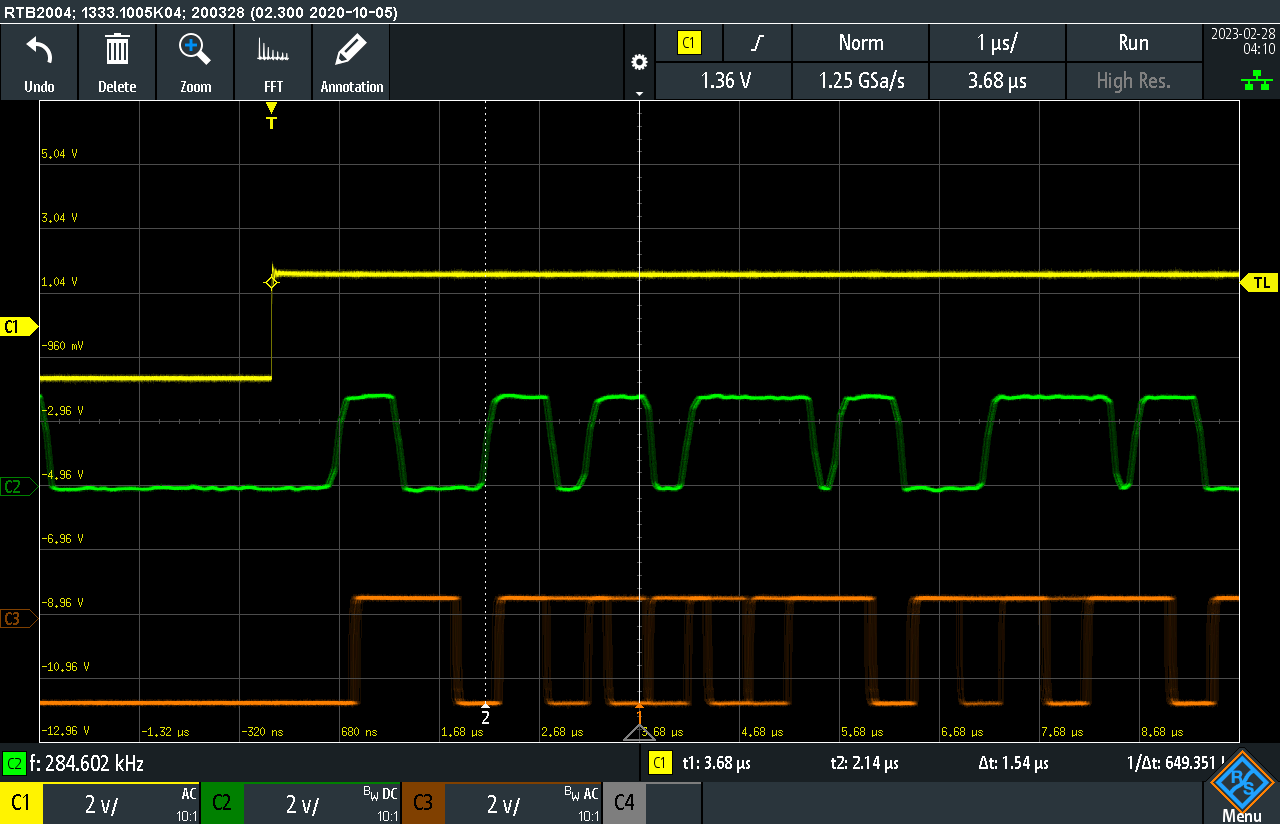 RTB2004; 1333.1005K04; 200328 (02.300 2020-10-05)
Undo Delete Zoom FFT Annotation
C1 Norm 1 µs/ Run
1.36 V 1.25 GSa/s 3.68 µs High Res.
2023-02-28
04:10
T
5.04 V
3.04 V
1.04 V
TL
C1
-960 mV
-2.96 V
-4.96 V
C2
-6.96 V
-8.96 V
C3
-10.96 V
2 1
-12.96 V -1.32 µs -320 ns 680 ns 1.68 µs 2.68 µs 3.68 µs 4.68 µs 5.68 µs 6.68 µs 7.68 µs 8.68 µs
C2 f: 284.602 kHz C1 t1: 3.68 µs t2: 2.14 µs Δt: 1.54 µs 1/Δt: 649.351
C1 2 V/ AC 10:1 C2 2 V/ BW DC 10:1 C3 2 V/ BW AC 10:1 C4
R&S
Menu